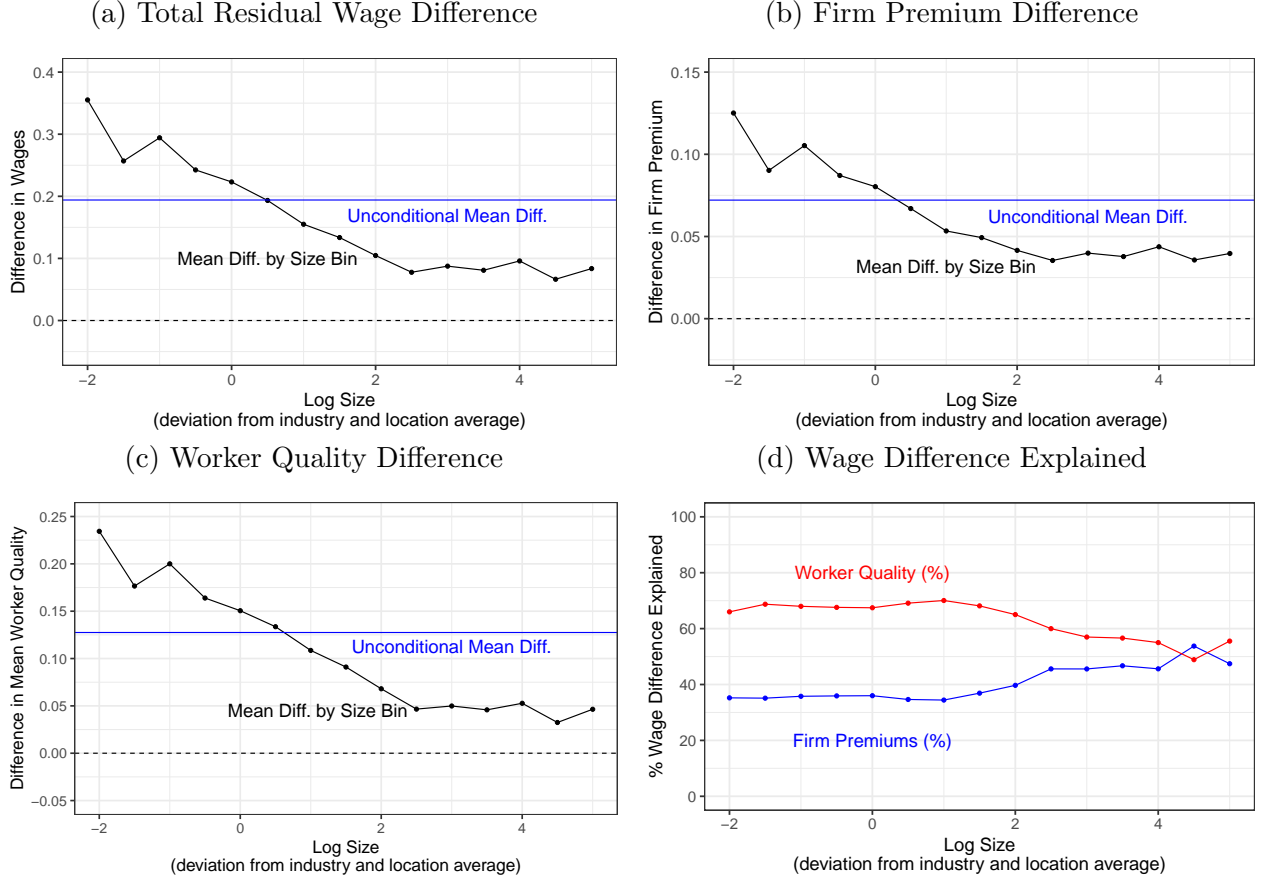 (a) Total Residual Wage Difference
Difference in Wages
0.4
0.3
0.2
0.1
0.0
Unconditional Mean Diff.
Mean Diff. by Size Bin
−2
0
2
4
Log Size
(deviation from industry and location average)
(b) Firm Premium Difference
Difference in Firm Premium
0.15
0.10
0.05
0.00
Unconditional Mean Diff.
Mean Diff. by Size Bin
−2
0
2
4
Log Size
(deviation from industry and location average)
(c) Worker Quality Difference
Difference in Mean Worker Quality
0.25
0.20
0.15
0.10
0.05
0.00
−0.05
Unconditional Mean Diff.
Mean Diff. by Size Bin
−2
0
2
4
Log Size
(deviation from industry and location average)
(d) Wage Difference Explained
% Wage Difference Explained
100
80
60
40
20
0
Worker Quality (%)
Firm Premiums (%)
−2
0
2
4
Log Size
(deviation from industry and location average)